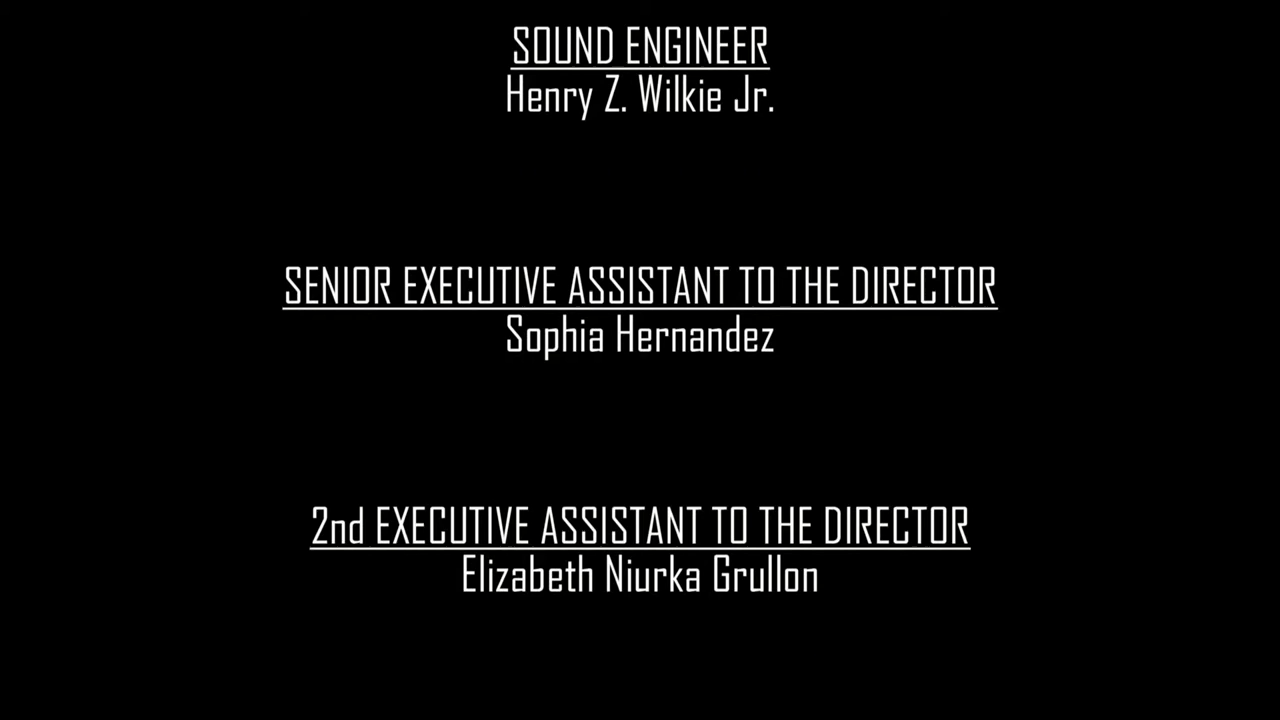 SOUND ENGINEER
Henry Z. Wilkie Jr.
SENIOR EXECUTIVE ASSISTANT TO THE DIRECTOR
Sophia Hernandez
2nd EXECUTIVE ASSISTANT TO THE DIRECTOR
Elizabeth Niurka Grullon